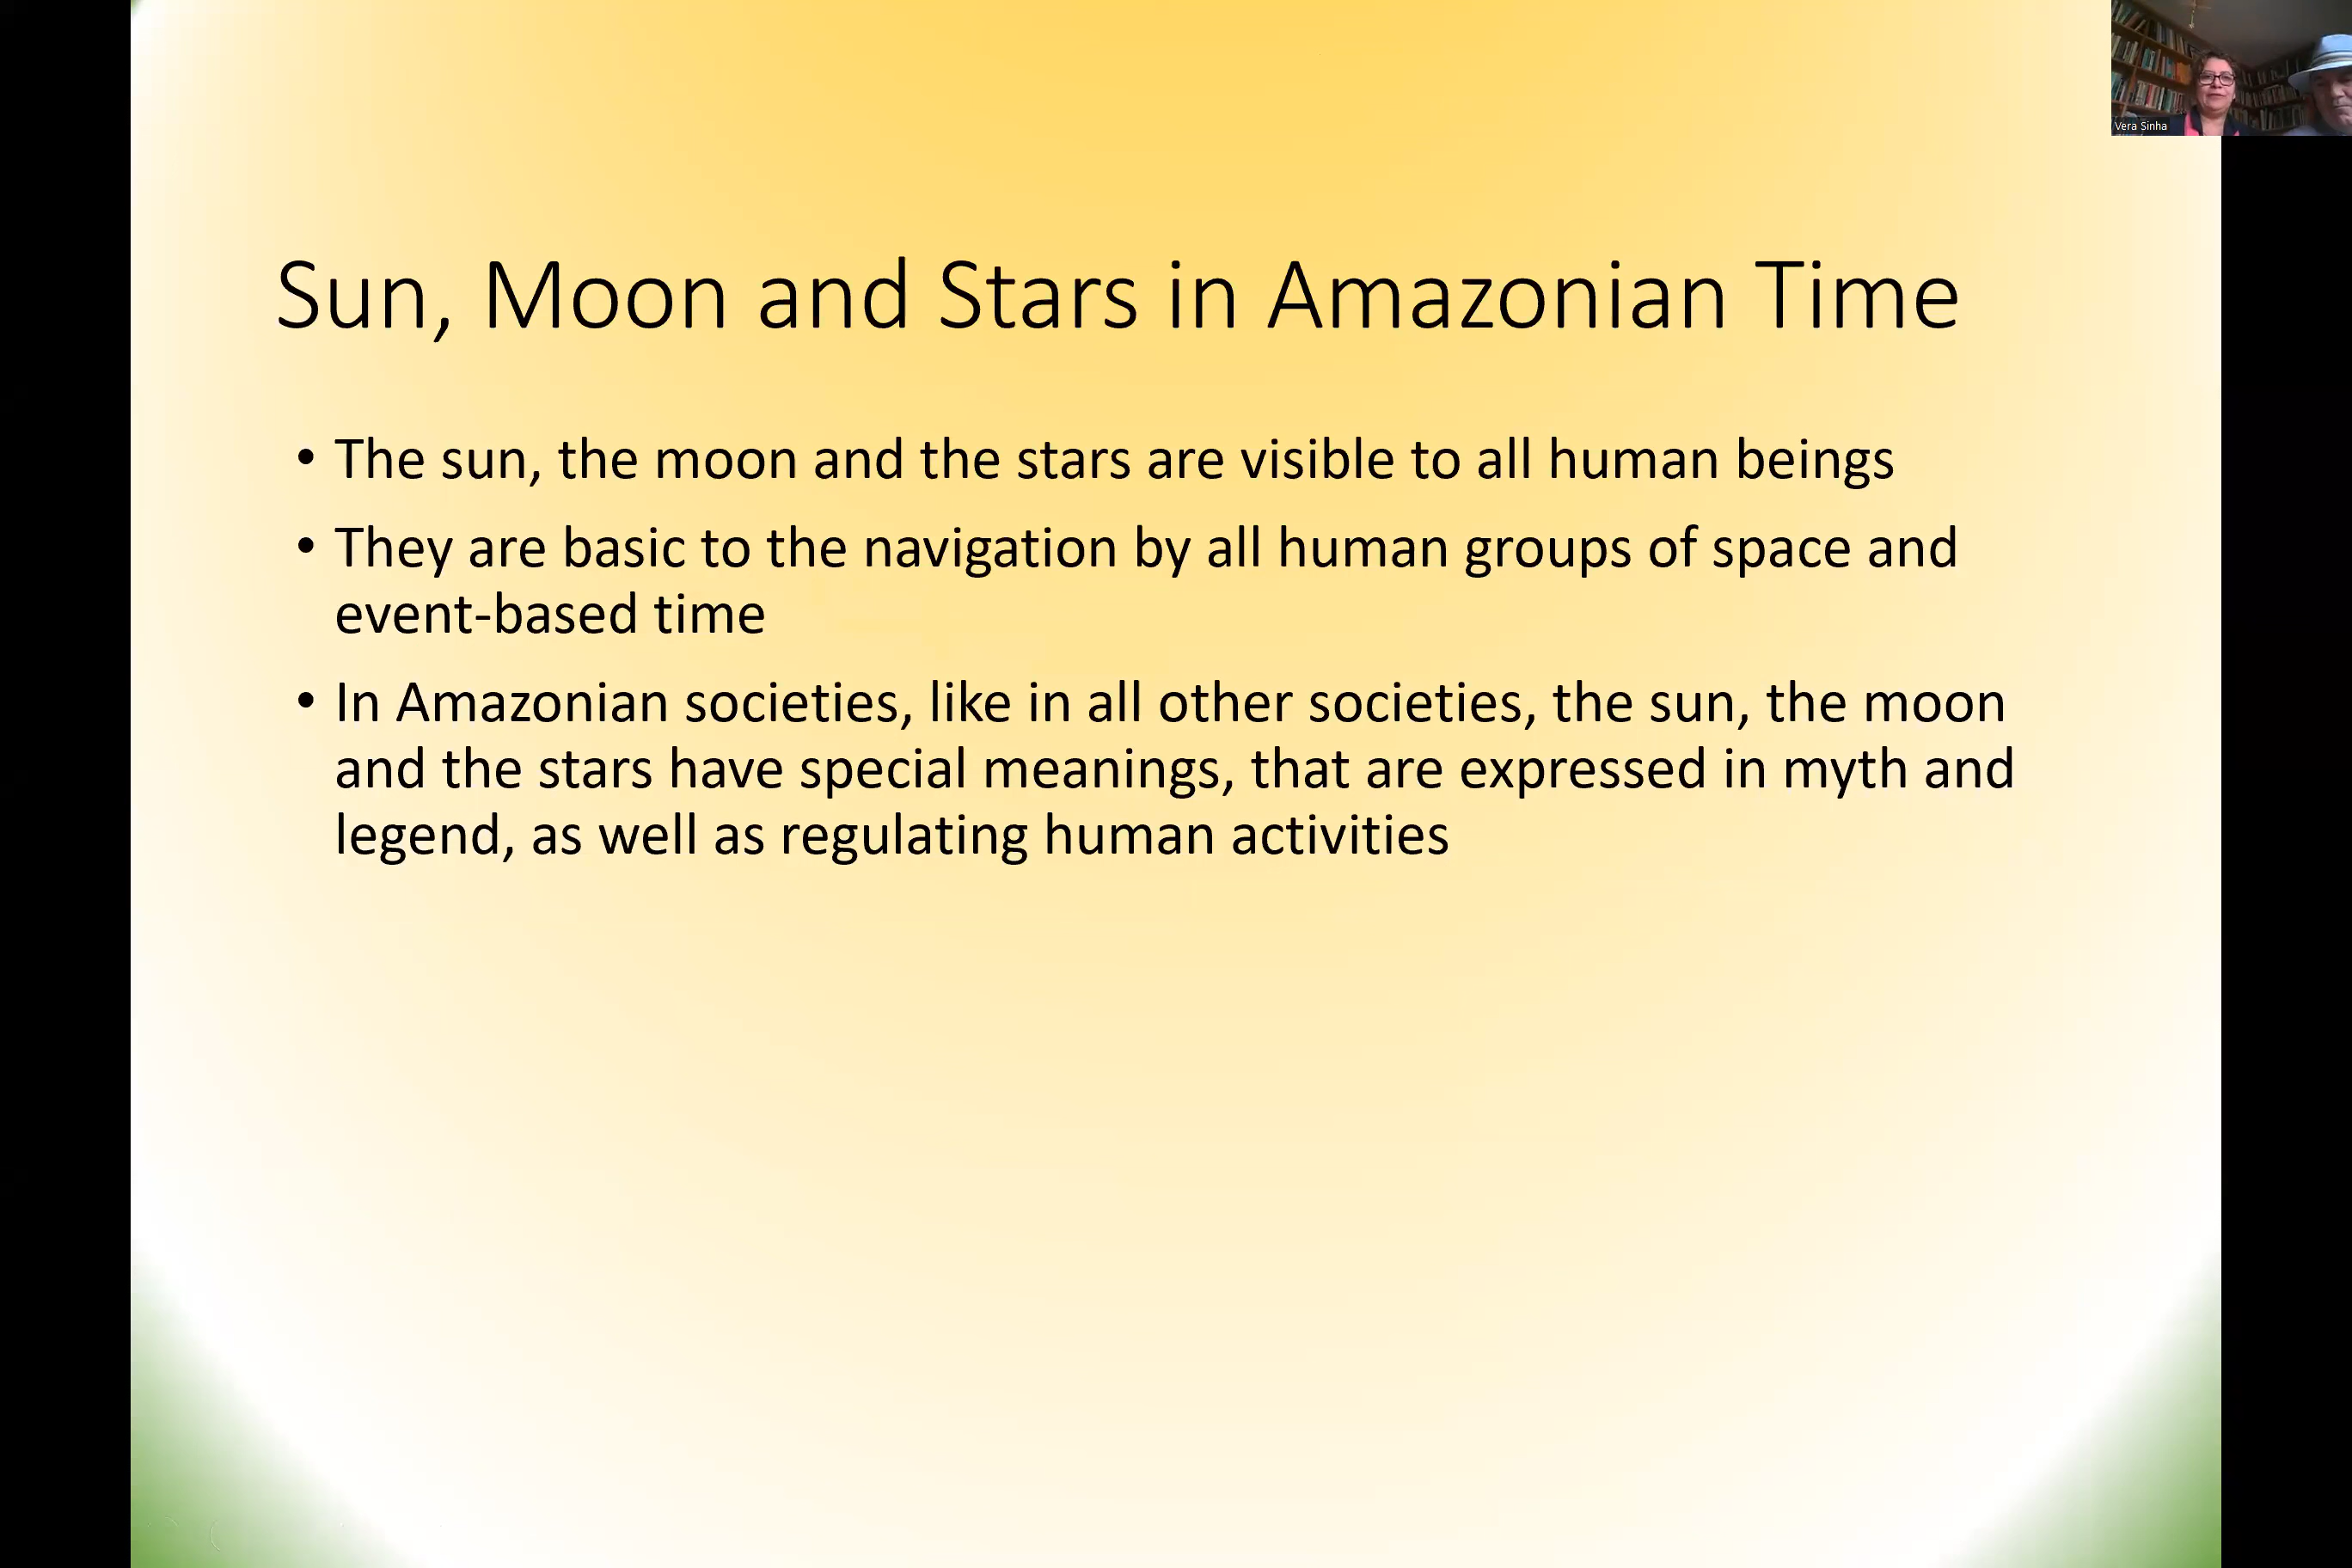 Vera Sinha
Sun, Moon and Stars in Amazonian Time
• The sun, the moon and the stars are visible to all human beings
• They are basic to the navigation by all human groups of space and
event-based time
• In Amazonian societies, like in all other societies, the sun, the moon
and the stars have special meanings, that are expressed in myth and
legend, as well as regulating human activities